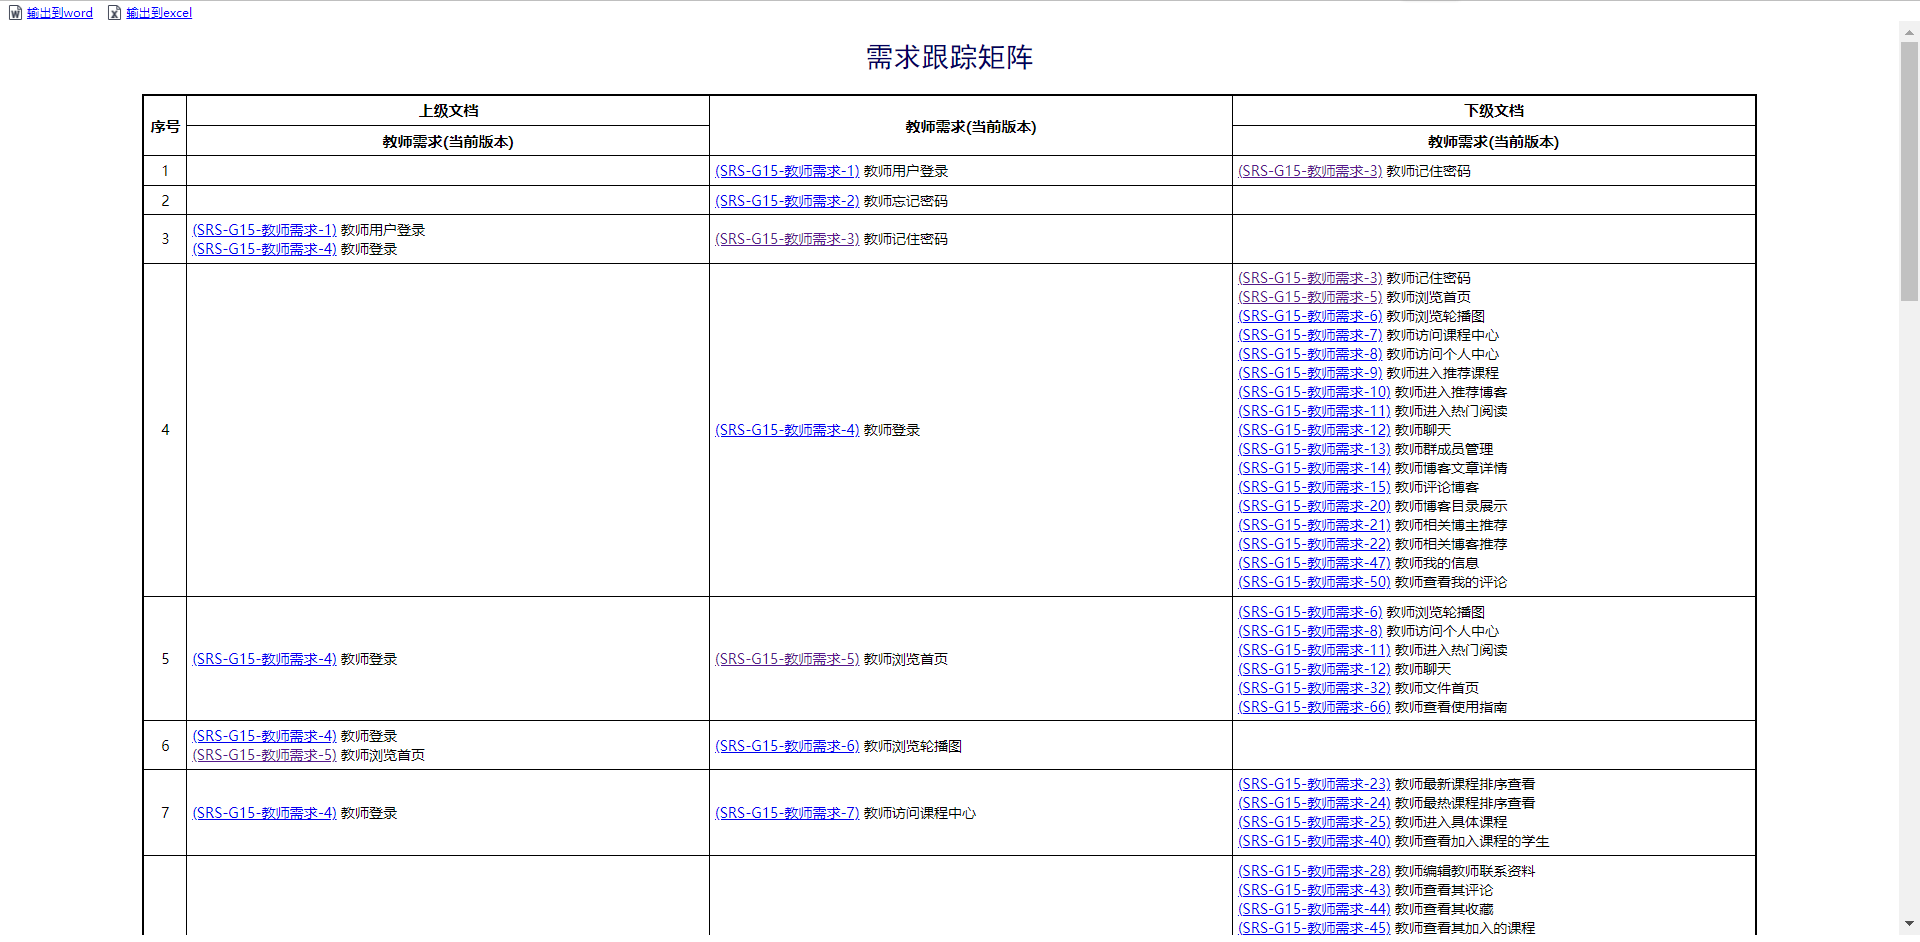 输出到word 输出到excel
需求跟踪矩阵
序号 上级文档 教师需求(当前版本) 下级文档
教师需求(当前版本) 教师需求(当前版本)
1 (SRS-G15-教师需求-1) 教师用户登录 (SRS-G15-教师需求-3) 教师记住密码
2 (SRS-G15-教师需求-2) 教师忘记密码
3
(SRS-G15-教师需求-1) 教师用户登录
(SRS-G15-教师需求-4) 教师登录
(SRS-G15-教师需求-3) 教师记住密码
4
(SRS-G15-教师需求-4) 教师登录
(SRS-G15-教师需求-3) 教师记住密码
(SRS-G15-教师需求-5) 教师浏览首页
(SRS-G15-教师需求-6) 教师浏览轮播图
(SRS-G15-教师需求-7) 教师访问课程中心
(SRS-G15-教师需求-8) 教师访问个人中心
(SRS-G15-教师需求-9) 教师进入推荐课程
(SRS-G15-教师需求-10) 教师进入推荐博客
(SRS-G15-教师需求-11) 教师进入热门阅读
(SRS-G15-教师需求-12) 教师聊天
(SRS-G15-教师需求-13) 教师群成员管理
(SRS-G15-教师需求-14) 教师博客文章详情
(SRS-G15-教师需求-15) 教师评论博客
(SRS-G15-教师需求-20) 教师博客目录展示
(SRS-G15-教师需求-21) 教师相关博主推荐
(SRS-G15-教师需求-22) 教师相关博客推荐
(SRS-G15-教师需求-47) 教师我的信息
(SRS-G15-教师需求-50) 教师查看我的评论
5
(SRS-G15-教师需求-4) 教师登录
(SRS-G15-教师需求-5) 教师浏览首页
(SRS-G15-教师需求-6) 教师浏览轮播图
(SRS-G15-教师需求-8) 教师访问个人中心
(SRS-G15-教师需求-11) 教师进入热门阅读
(SRS-G15-教师需求-12) 教师聊天
(SRS-G15-教师需求-32) 教师文件首页
(SRS-G15-教师需求-66) 教师查看使用指南
6
(SRS-G15-教师需求-4) 教师登录
(SRS-G15-教师需求-5) 教师浏览首页
(SRS-G15-教师需求-6) 教师浏览轮播图
7
(SRS-G15-教师需求-4) 教师登录
(SRS-G15-教师需求-7) 教师访问课程中心
(SRS-G15-教师需求-23) 教师最新课程排序查看
(SRS-G15-教师需求-24) 教师最热课程排序查看
(SRS-G15-教师需求-25) 教师进入具体课程
(SRS-G15-教师需求-40) 教师查看加入课程的学生
(SRS-G15-教师需求-28) 教师编辑教师联系资料
(SRS-G15-教师需求-43) 教师查看其评论
(SRS-G15-教师需求-44) 教师查看其收藏
(SRS-G15-教师需求-45) 教师查看其加入的课程